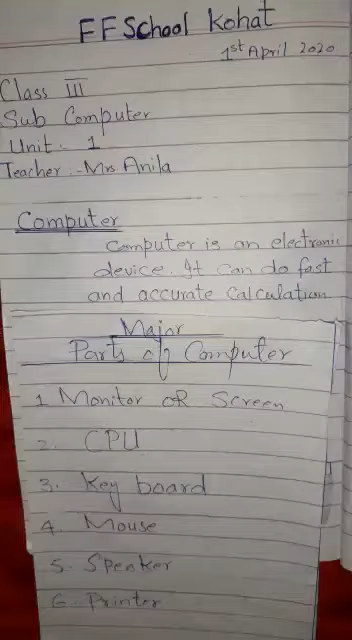 FF School Kohat
1st April 2020
Class III
Sub Computer
Unit - 1
Teacher :- Mrs. Anila
Computer
Computer is an electronic
device. It can do fast
and accurate calculation
Major
Parts of Computer
1 Monitor OR Screen
2. CPU
3. Key board
4. Mouse
5. Speaker
6. Printer